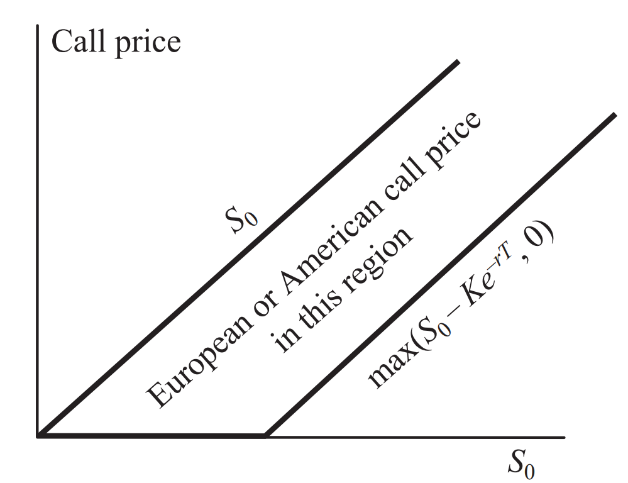 Call price
S₀
European or American call price
in this region
max(S₀ – Ke⁻ʳᵀ, 0)
S₀